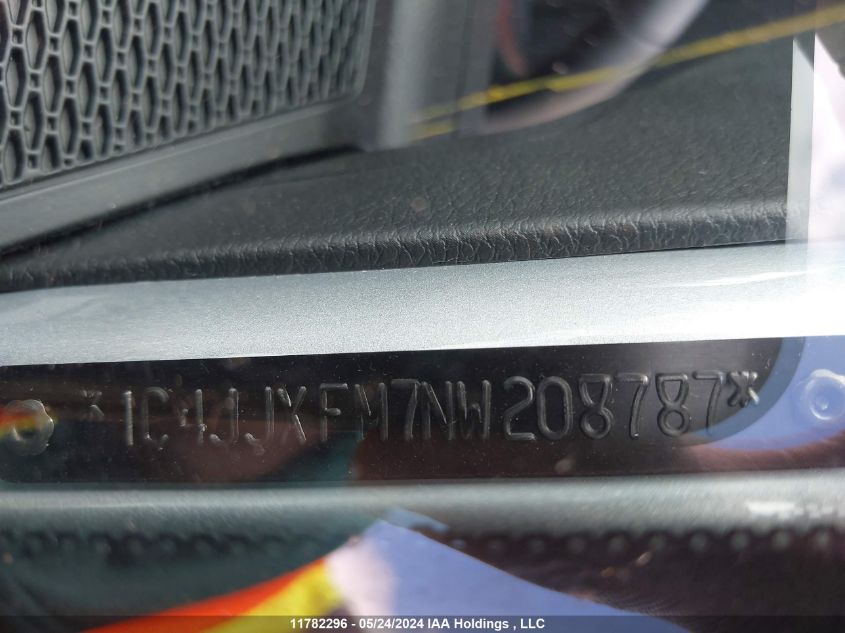 *1C4JJXFM7NW208787*
11782296 - 05/24/2024 IAA Holdings , LLC